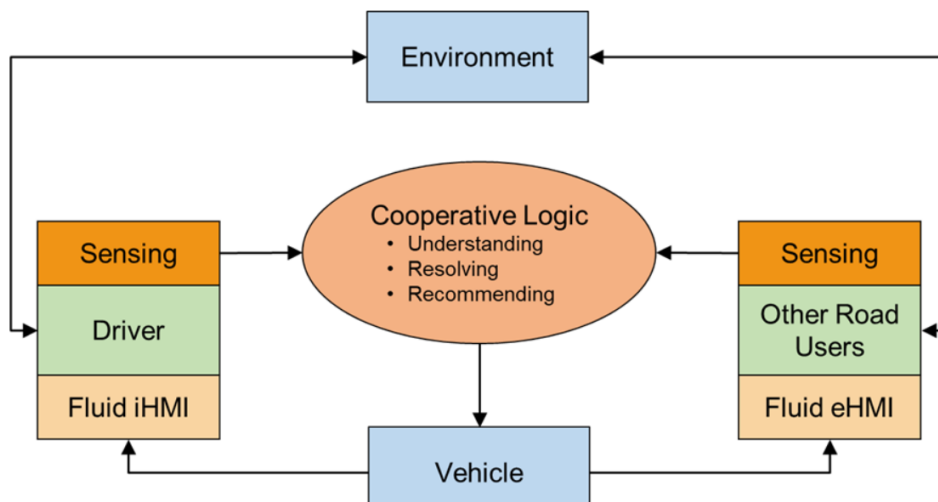 Environment
Cooperative Logic
• Understanding
• Resolving
• Recommending
Sensing
Driver
Fluid iHMI
Sensing
Other Road
Users
Fluid eHMI
Vehicle